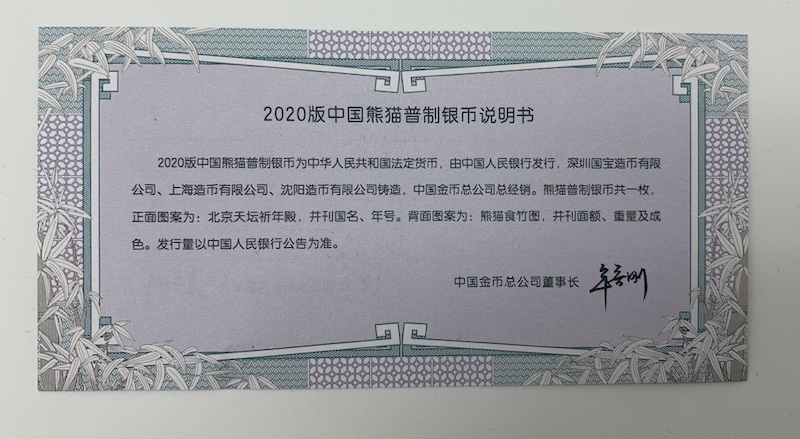 2020版中国熊猫普制银币说明书
2020版中国熊猫普制银币为中华人民共和国法定货币，由中国人民银行发行，深圳国宝造币有限
公司、上海造币有限公司、沈阳造币有限公司铸造，中国金币总公司总经销。熊猫普制银币共一枚，
正面图案为：北京天坛祈年殿，并刊国名、年号。背面图案为：熊猫食竹图，并刊面额、重量及成
色。发行量以中国人民银行公告为准。
中国金币总公司董事长